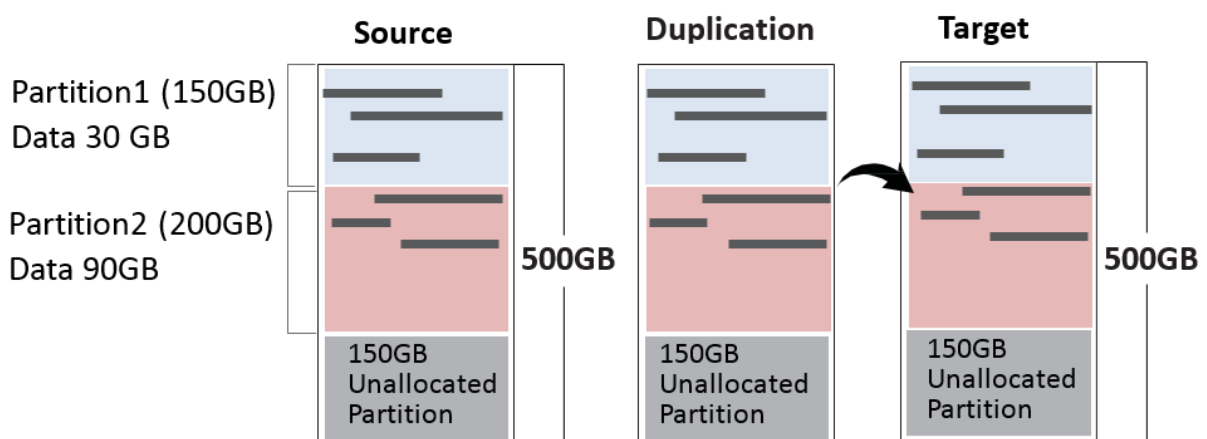 Source
Duplication
Target
Partition1 (150GB)
Data 30 GB
Partition2 (200GB)
Data 90GB
500GB
500GB
150GB
Unallocated
Partition
150GB
Unallocated
Partition
150GB
Unallocated
Partition